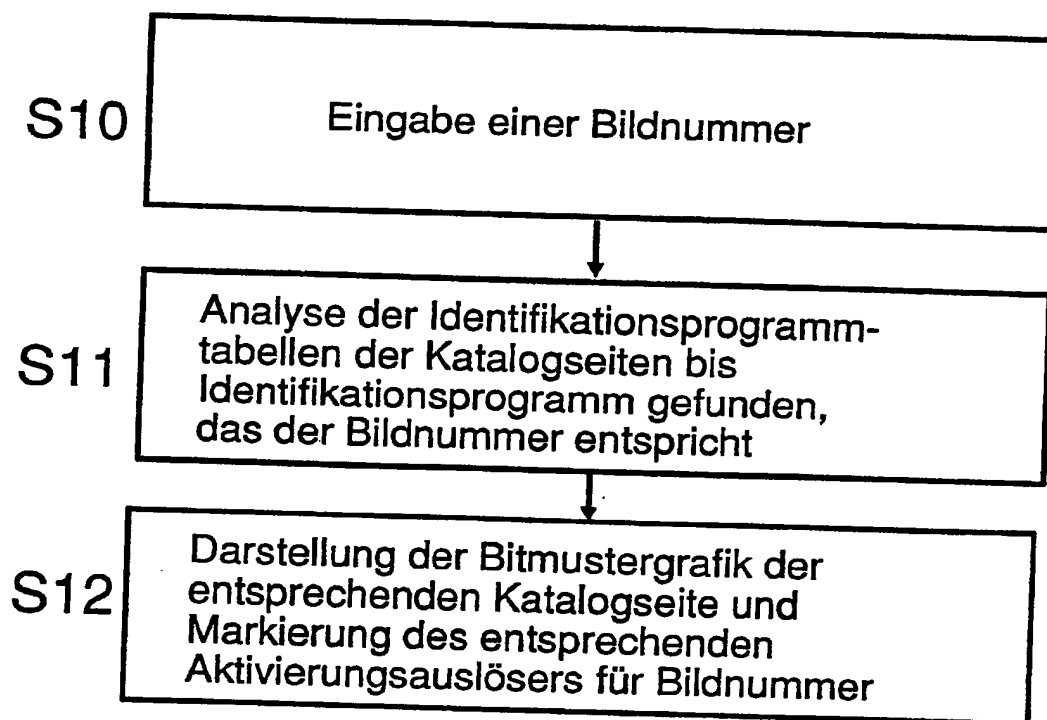 S10
Eingabe einer Bildnummer
S11
Analyse der Identifikationsprogramm-
tabellen der Katalogseiten bis
Identifikationsprogramm gefunden,
das der Bildnummer entspricht
S12
Darstellung der Bitmustergrafik der
entsprechenden Katalogseite und
Markierung des entsprechenden
Aktivierungsauslösers für Bildnummer